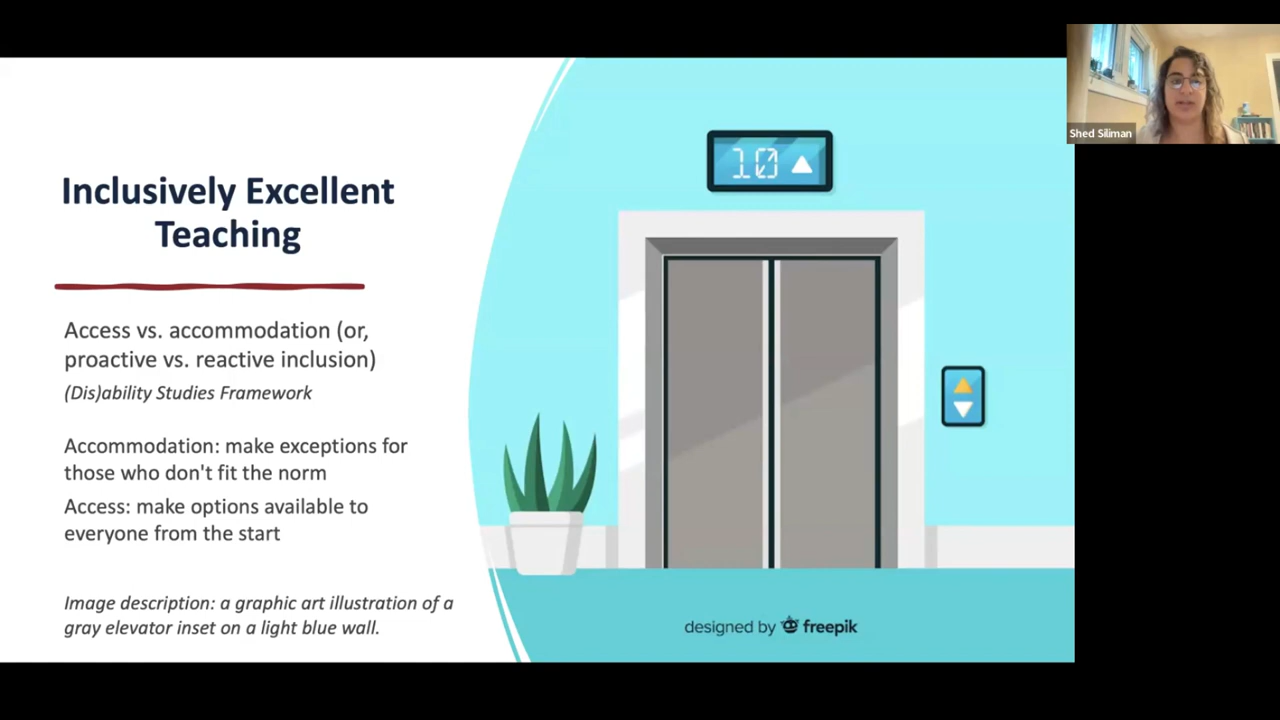 Inclusively Excellent
Teaching
Access vs. accommodation (or,
proactive vs. reactive inclusion)
(Dis)ability Studies Framework
Accommodation: make exceptions for
those who don't fit the norm
Access: make options available to
everyone from the start
Image description: a graphic art illustration of a
gray elevator inset on a light blue wall.
10
designed by freepik
Shed Siliman